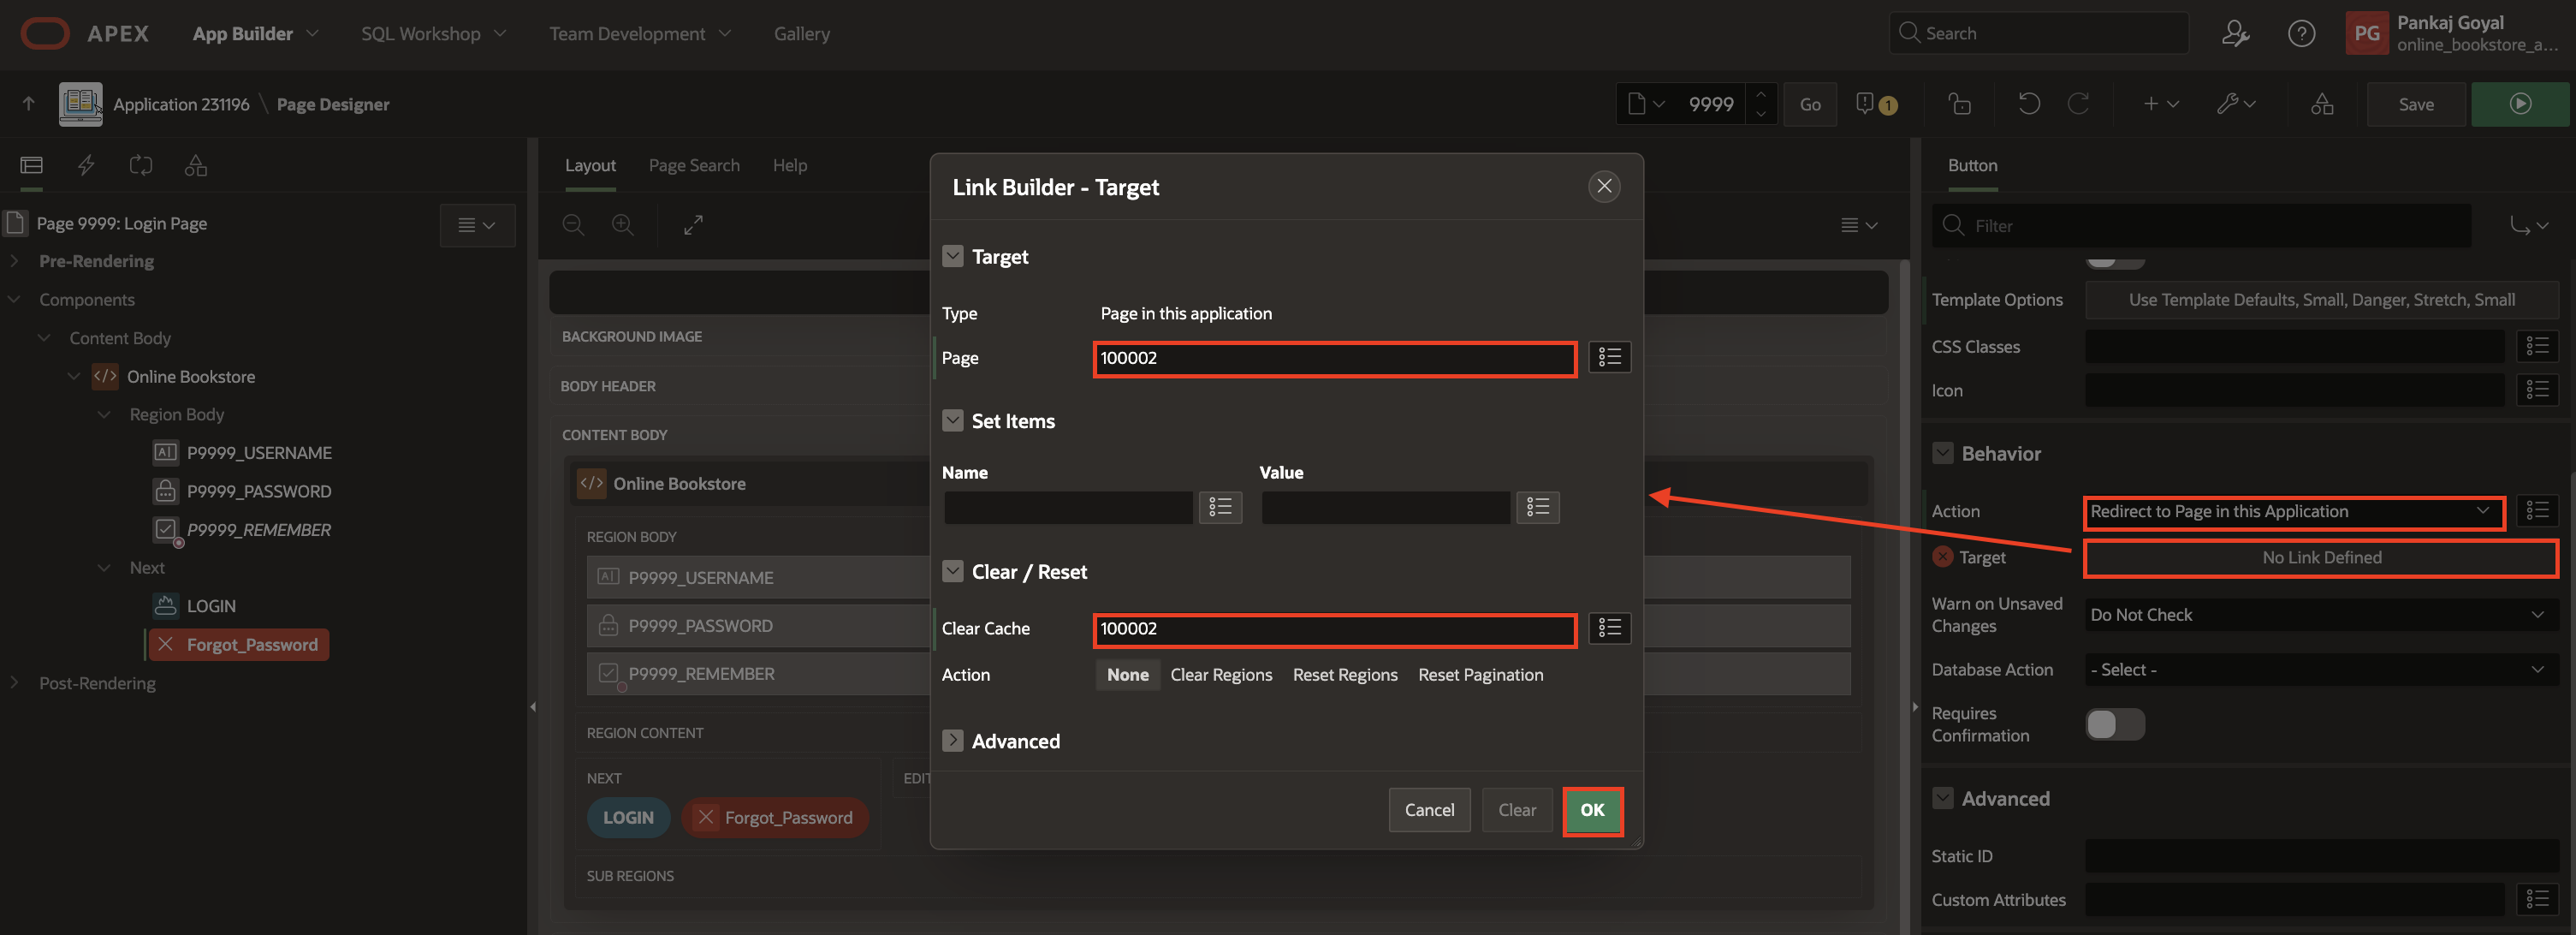 APEX
App Builder
SQL Workshop
Team Development
Gallery
Search
PG
Pankaj Goyal
online_bookstore_a...
Application 231196 \ Page Designer
9999
Go
1
Save
Page 9999: Login Page
Pre-Rendering
Components
Content Body
</> Online Bookstore
Region Body
P9999_USERNAME
P9999_PASSWORD
P9999_REMEMBER
Next
LOGIN
Forgot_Password
Post-Rendering
Layout
Page Search
Help
BACKGROUND IMAGE
BODY HEADER
CONTENT BODY
</> Online Bookstore
REGION BODY
P9999_USERNAME
P9999_PASSWORD
P9999_REMEMBER
REGION CONTENT
NEXT
EDIT
LOGIN
Forgot_Password
SUB REGIONS
Link Builder - Target
Target
Type
Page in this application
Page
100002
Set Items
Name
Value
Clear / Reset
Clear Cache
100002
Action
None
Clear Regions
Reset Regions
Reset Pagination
Advanced
Cancel
Clear
OK
Button
Filter
Template Options
Use Template Defaults, Small, Danger, Stretch, Small
CSS Classes
Icon
Behavior
Action
Redirect to Page in this Application
Target
No Link Defined
Warn on Unsaved
Changes
Do Not Check
Database Action
- Select -
Requires
Confirmation
Advanced
Static ID
Custom Attributes